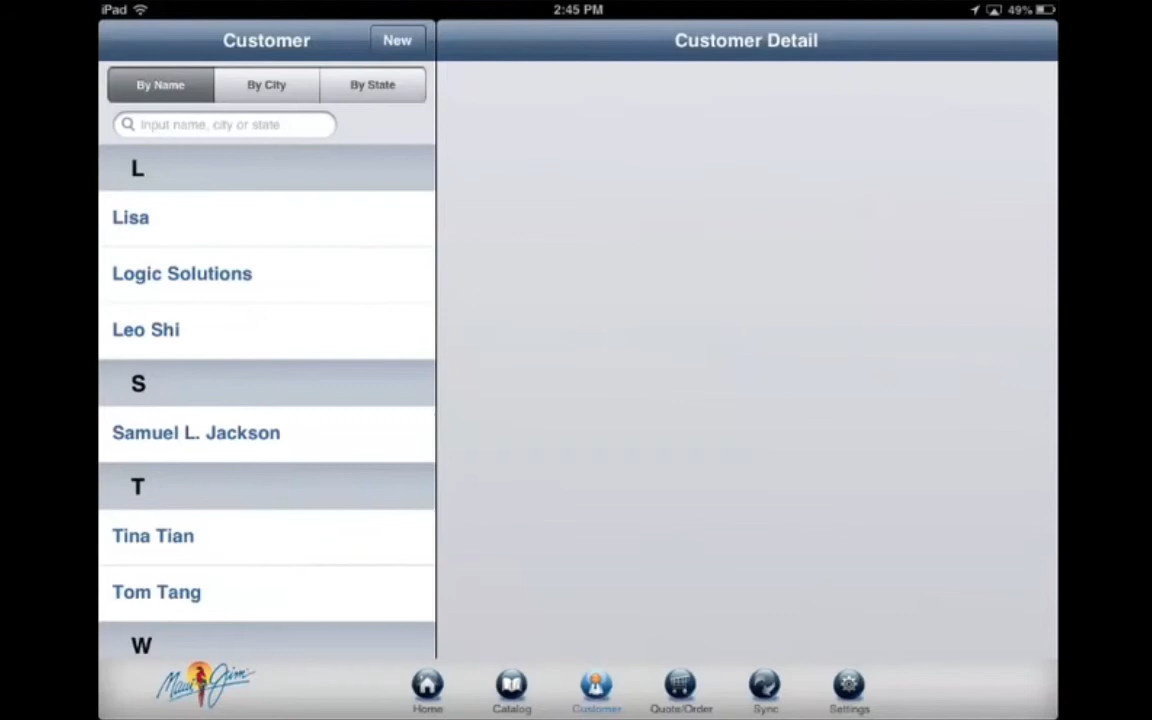 iPad 2:45 PM 49%
Customer New Customer Detail
By Name By City By State
Input name, city or state
L
Lisa
Logic Solutions
Leo Shi
S
Samuel L. Jackson
T
Tina Tian
Tom Tang
W
Maui Jim
Home Catalog Customer Quote/Order Sync Settings